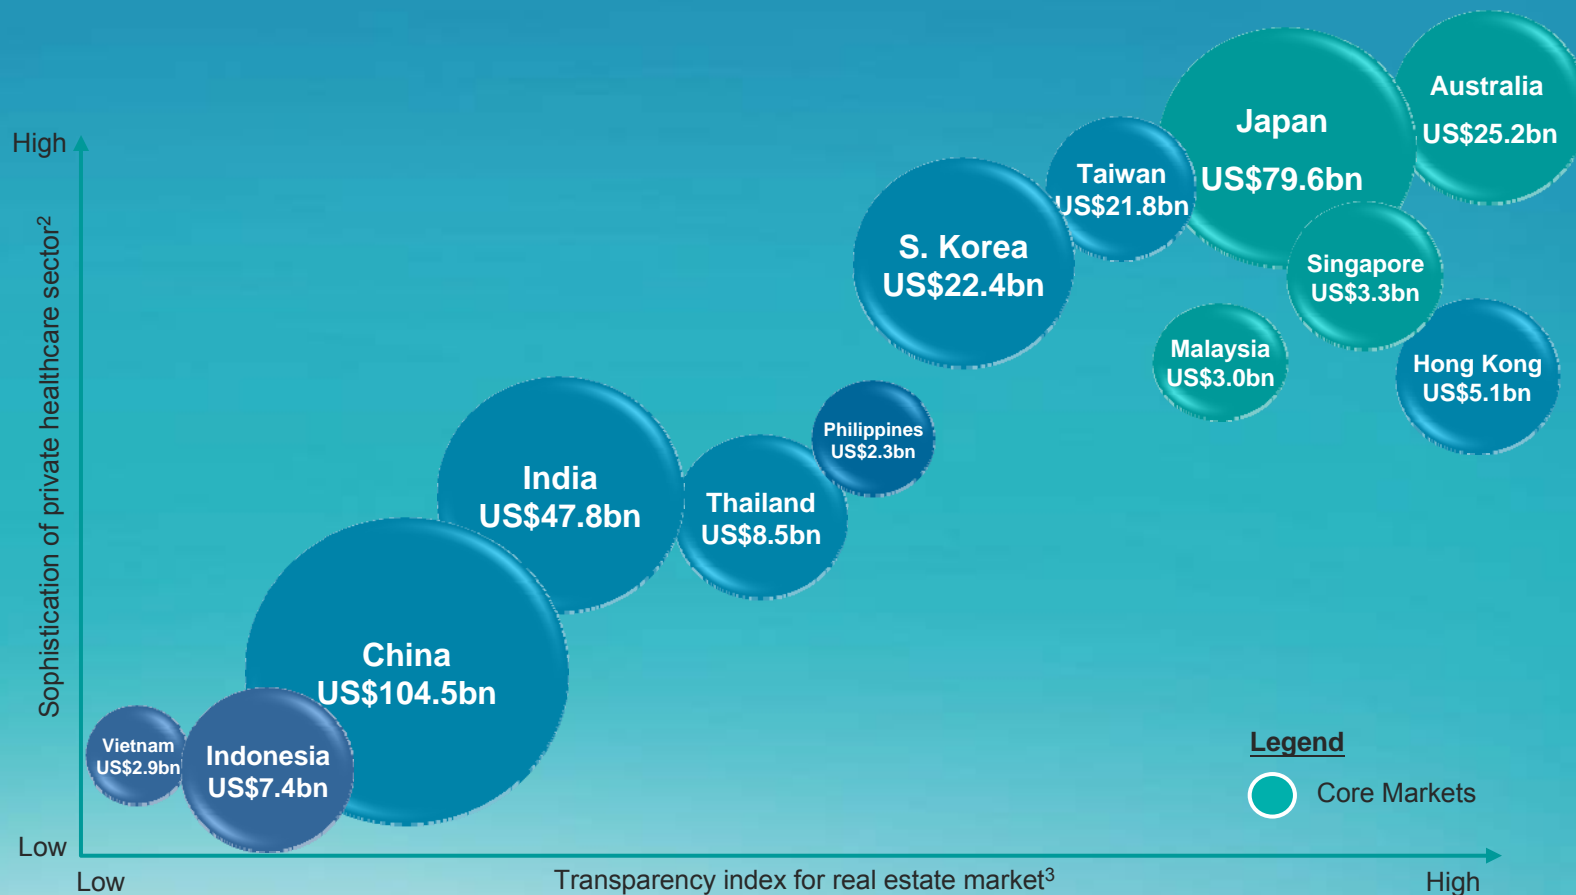 High
Sophistication of private healthcare sector2
Low
Low
Transparency index for real estate market3
High
Australia
US$25.2bn
Japan
US$79.6bn
Taiwan
US$21.8bn
S. Korea
US$22.4bn
Singapore
US$3.3bn
Malaysia
US$3.0bn
Hong Kong
US$5.1bn
Philippines
US$2.3bn
India
US$47.8bn
Thailand
US$8.5bn
China
US$104.5bn
Vietnam
US$2.9bn
Indonesia
US$7.4bn
Legend
Core Markets